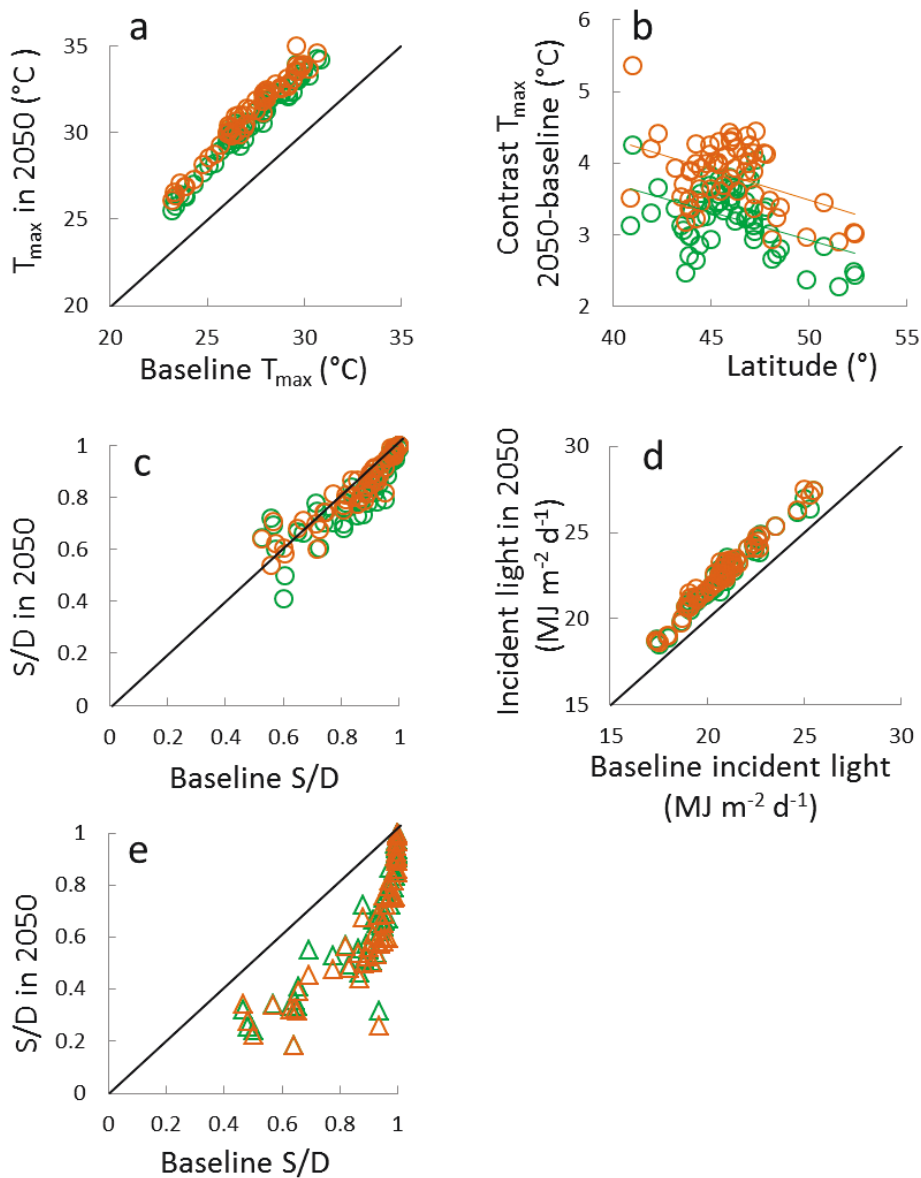 a
T_max in 2050 (°C)
35
30
25
20
20 25 30 35
Baseline T_max (°C)
b
Contrast T_max
2050-baseline (°C)
6
5
4
3
2
40 45 50 55
Latitude (°)
c
S/D in 2050
1
0.8
0.6
0.4
0.2
0
0 0.2 0.4 0.6 0.8 1
Baseline S/D
d
Incident light in 2050
(MJ m⁻² d⁻¹)
30
25
20
15
15 20 25 30
Baseline incident light
(MJ m⁻² d⁻¹)
e
S/D in 2050
1
0.8
0.6
0.4
0.2
0
0 0.2 0.4 0.6 0.8 1
Baseline S/D